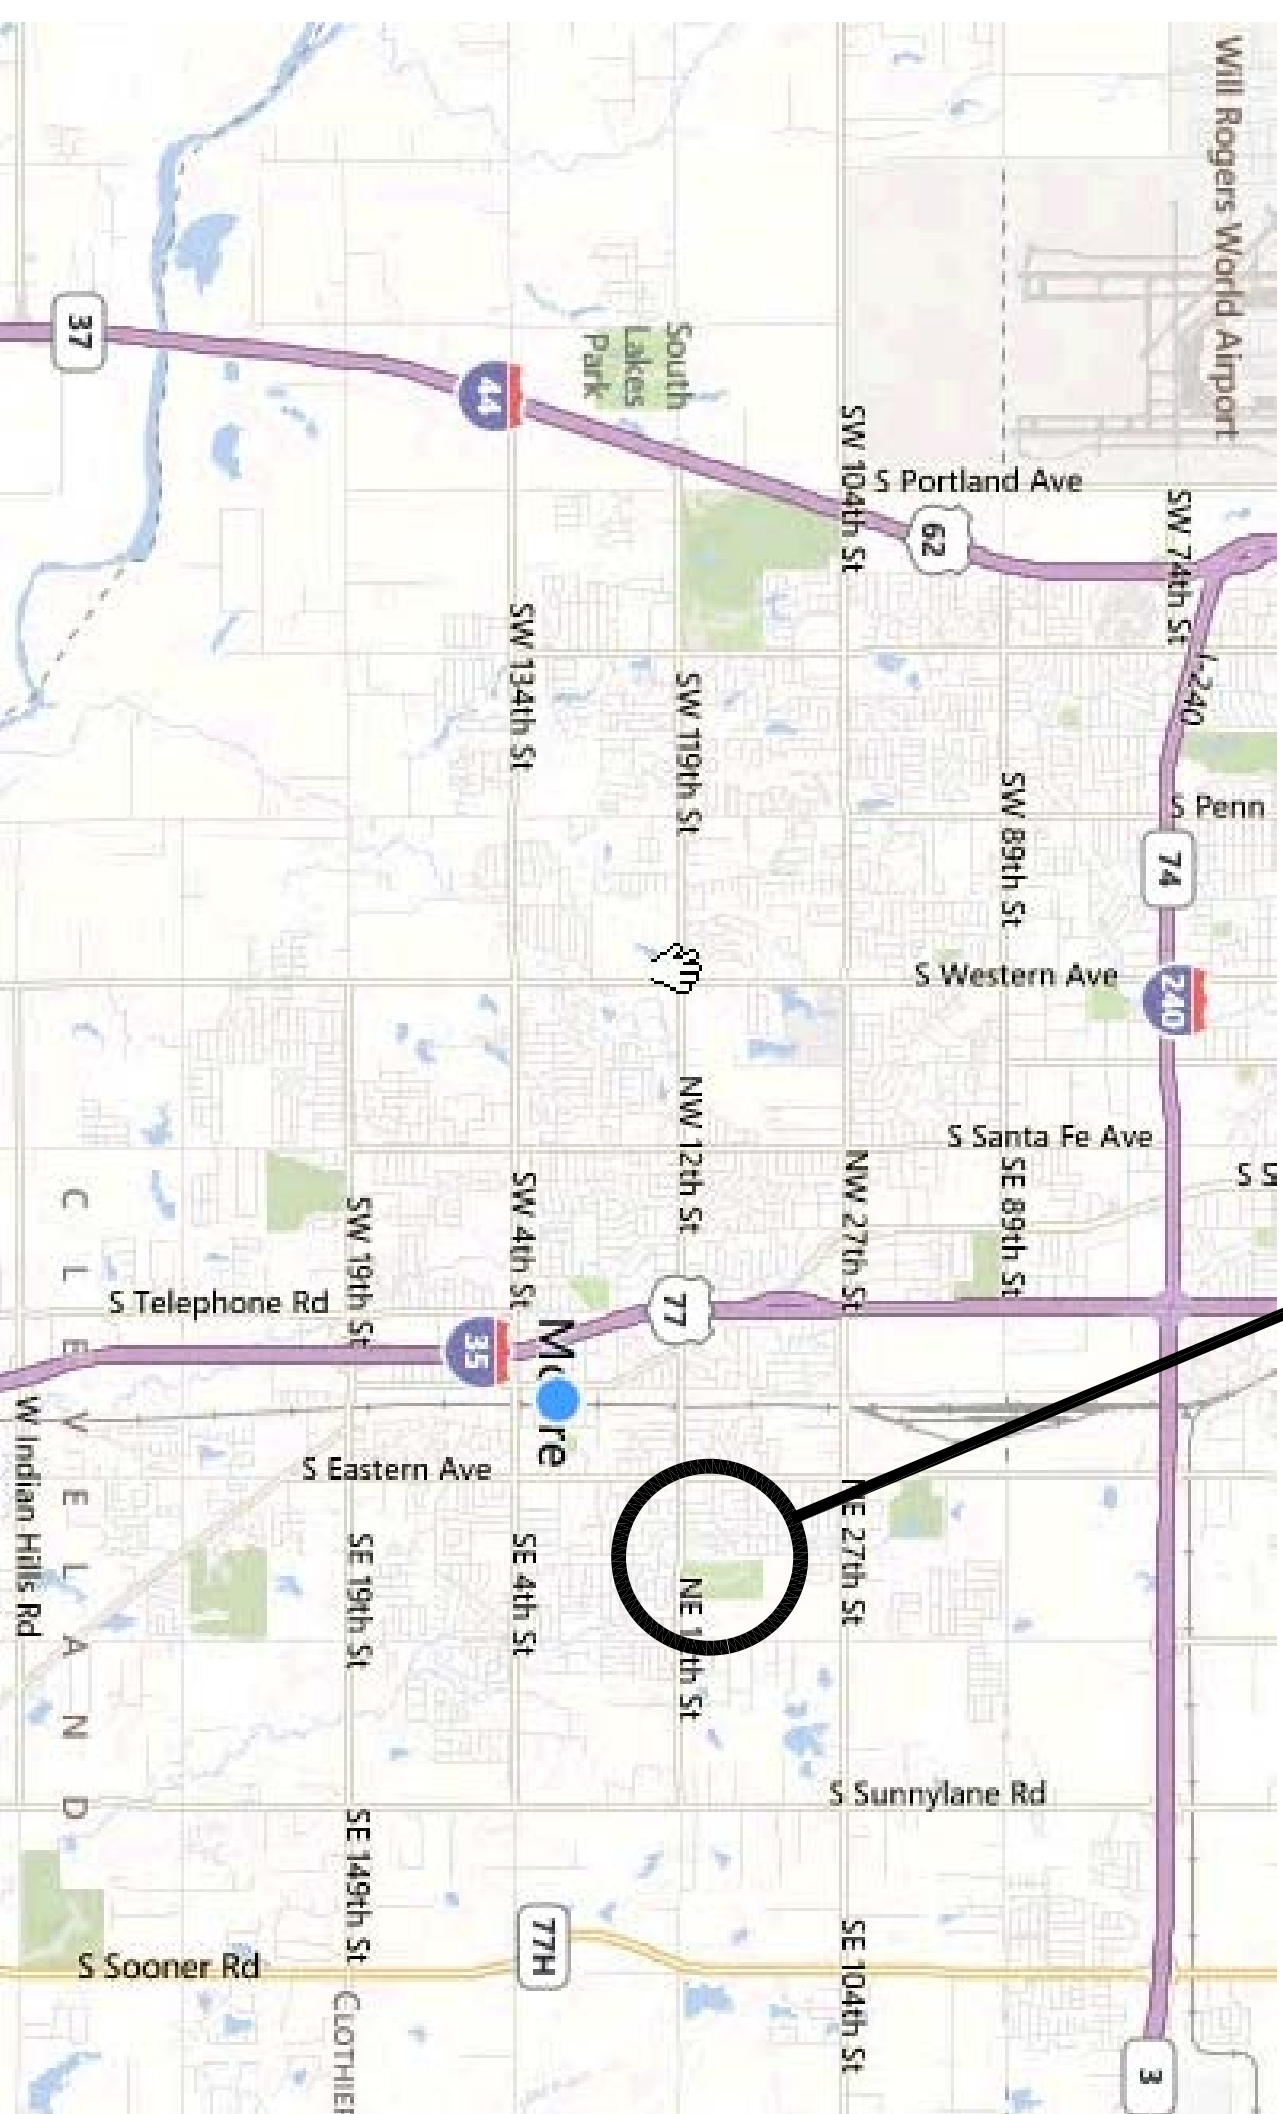 Will Rogers World Airport
37
44
South
Lakes
Park
SW 104th St
S Portland Ave
62
SW 74th St
I-240
SW 134th St
SW 119th St
S Penn
SW 89th St
74
S Western Ave
240
NW 12th St
S Santa Fe Ave
NW 27th St
SE 89th St
SW 4th St
SW 19th St
S Telephone Rd
77
35
CLEVELAND
W Indian Hills Rd
S Eastern Ave
NE 27th St
SE 19th St
SE 4th St
S Sunnylane Rd
SE 149th St
77H
S Sooner Rd
SE 104th St
CLOTHIER
3